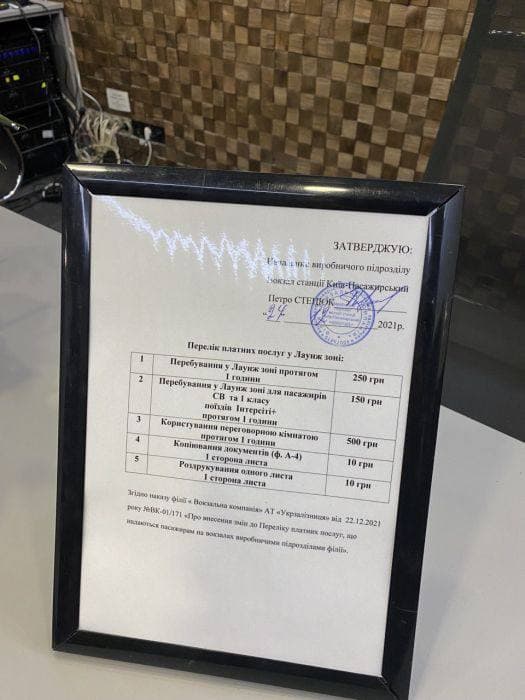 ЗАТВЕРДЖУЮ:
Начальник виробничого підрозділу
Вокзал станції Київ-Пасажирський
Петро СТЕЦЮК
"24" 2021р.
Перелік платних послуг у Лаунж зоні:
1 Перебування у Лаунж зоні протягом 250 грн
1 години
2 Перебування у Лаунж зоні для пасажирів 150 грн
СВ та 1 класу
поїздів Інтерсіті+
протягом 1 години
3 Користування переговорною кімнатою 500 грн
протягом 1 години
4 Копіювання документів (ф. А-4) 10 грн
1 сторона листа
5 Роздрукування одного листа 10 грн
1 сторона листа
Згідно наказу філії « Вокзальна компанія» АТ «Укрзалізниця» від 22.12.2021
року №ВК-01/171 «Про внесення змін до Переліку платних послуг, що
надаються пасажирам на вокзалах виробничими підрозділами філії».